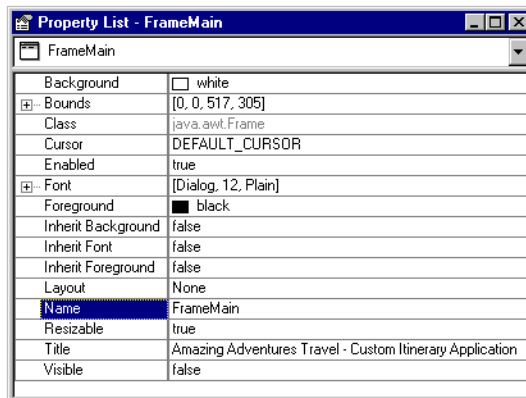 Property List - FrameMain
FrameMain
Background white
Bounds [0, 0, 517, 305]
Class java.awt.Frame
Cursor DEFAULT_CURSOR
Enabled true
Font [Dialog, 12, Plain]
Foreground black
Inherit Background false
Inherit Font false
Inherit Foreground false
Layout None
Name FrameMain
Resizable true
Title Amazing Adventures Travel - Custom Itinerary Application
Visible false